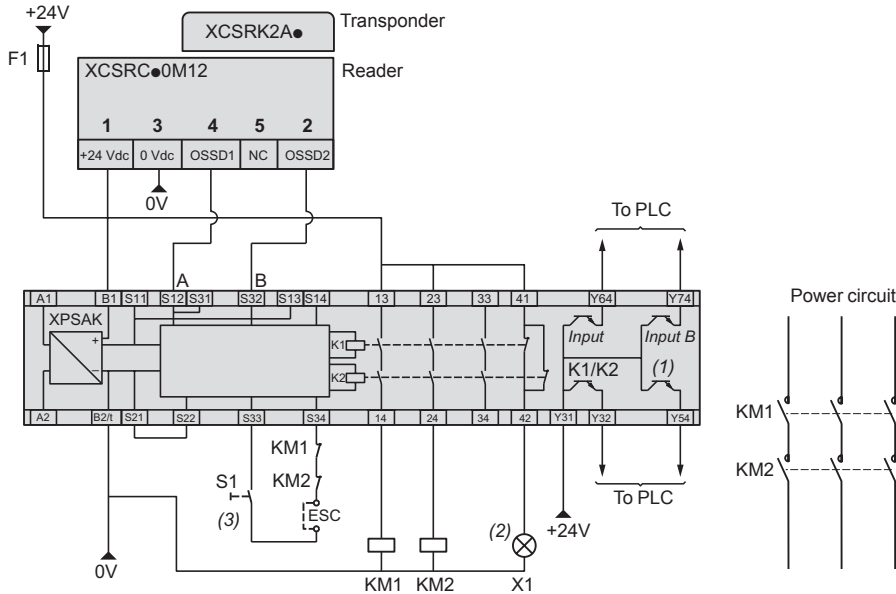 +24V
F1
XCSRK2A●
Transponder
XCSRC●0M12
Reader
1 3 4 5 2
+24 Vdc 0 Vdc OSSD1 NC OSSD2
0V
To PLC
A B
A1 B1 S11 S12 S31 S32 S13 S14 13 23 33 41 Y64 Y74
XPSAK
+
–
K1
K2
Input
Input B
K1/K2
(1)
A2 B2/t S21 S22 S33 S34 14 24 34 42 Y31 Y32 Y54
KM1
KM2
S1
(3)
ESC
(2)
+24V
To PLC
0V
KM1 KM2 X1
Power circuit
KM1
KM2